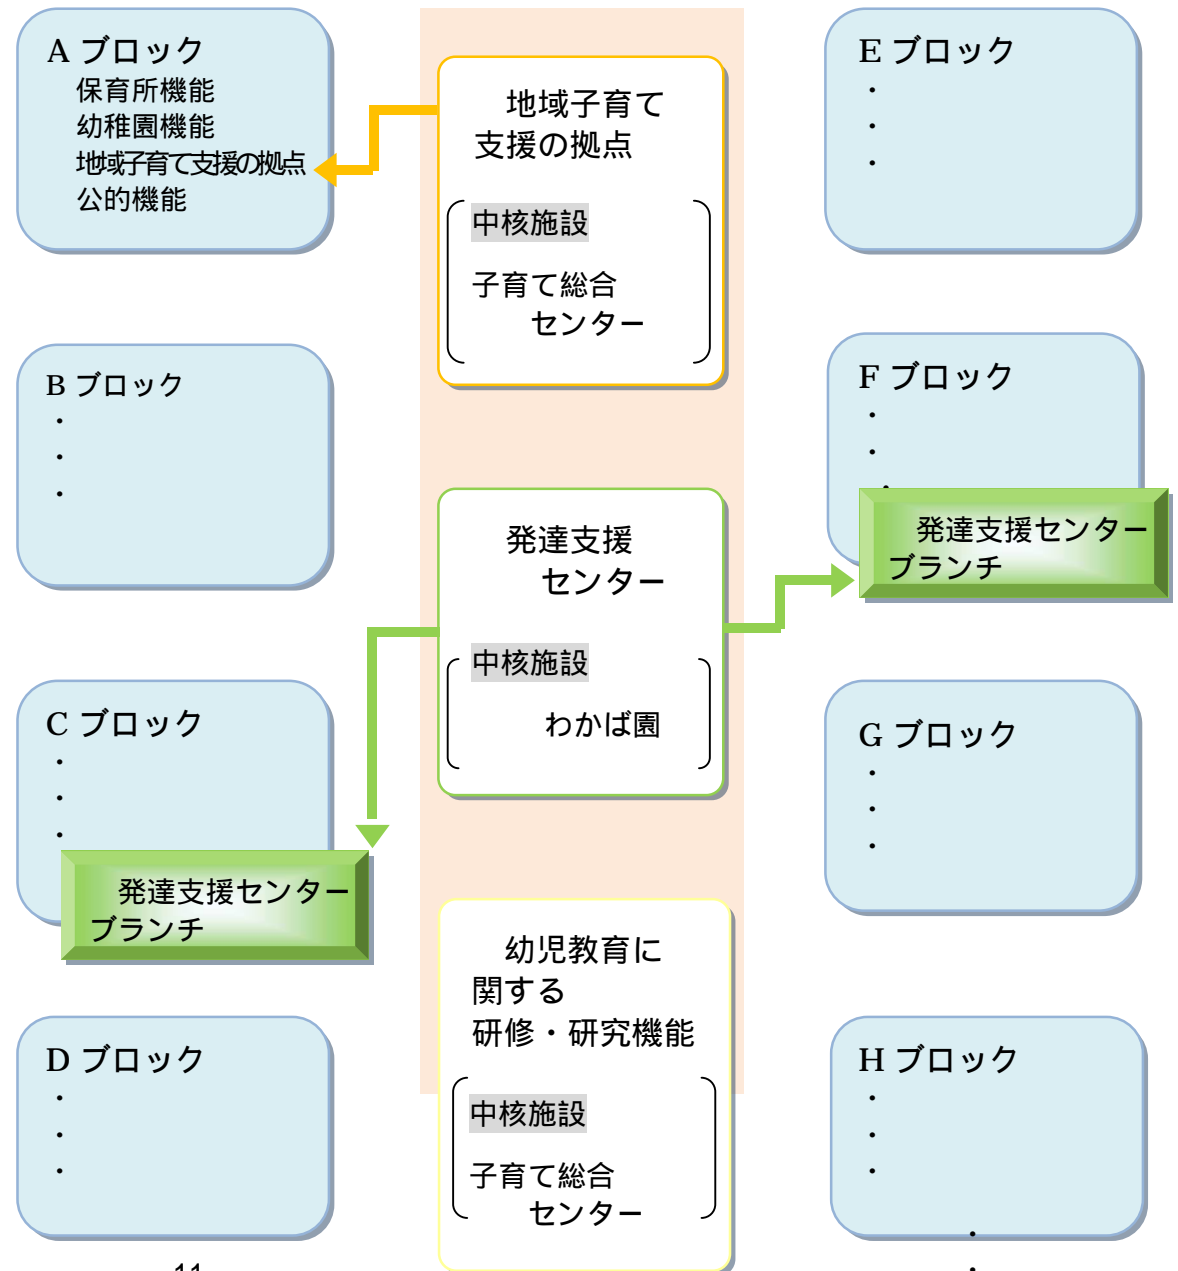 A ブロック
保育所機能
幼稚園機能
地域子育て支援の拠点
公的機能
B ブロック
・
・
・
C ブロック
・
・
・
発達支援センター
ブランチ
D ブロック
・
・
・
地域子育て
支援の拠点
中核施設
子育て総合
センター
発達支援
センター
中核施設
わかば園
幼児教育に
関する
研修・研究機能
中核施設
子育て総合
センター
E ブロック
・
・
・
F ブロック
・
・
・
発達支援センター
ブランチ
G ブロック
・
・
・
H ブロック
・
・
・
・
・
11